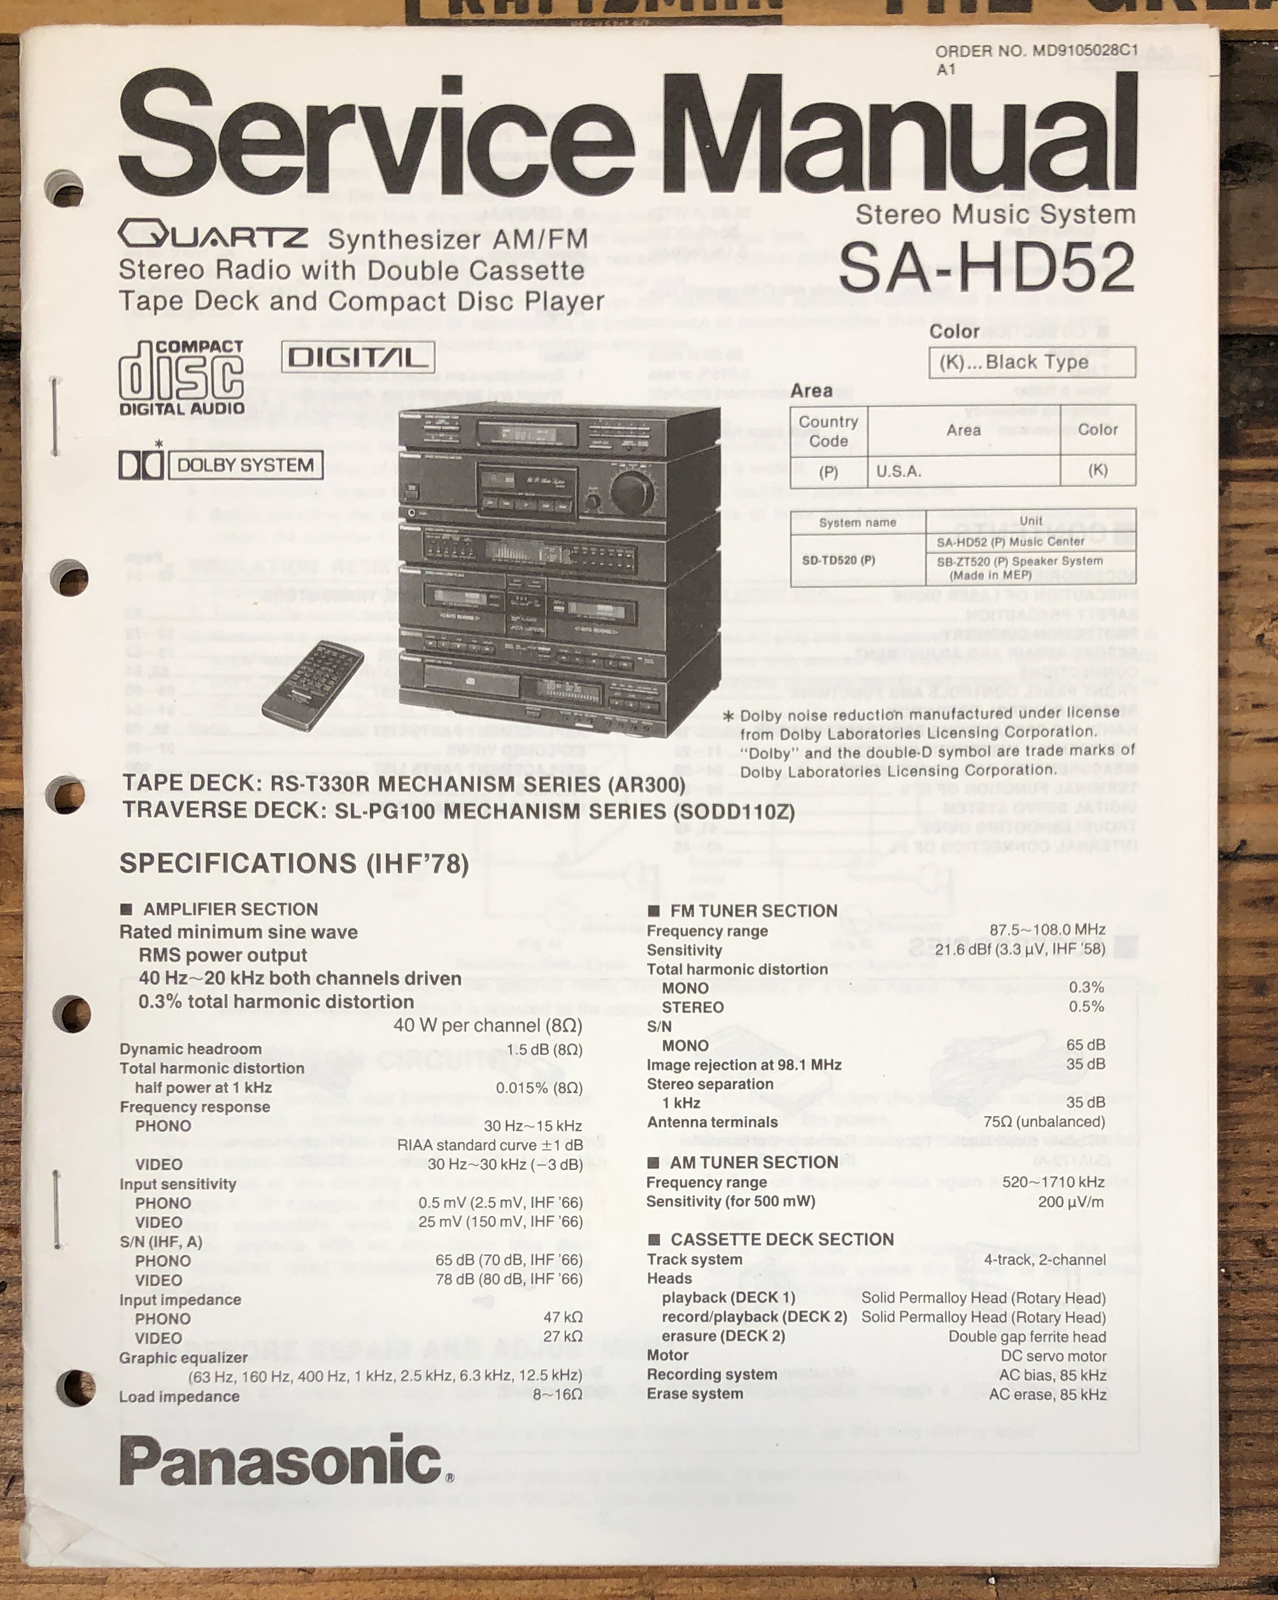 CRAFTSMAN THE GREA
ORDER NO. MD9105028C1
A1
Service Manual
Stereo Music System
SA-HD52
QUARTZ Synthesizer AM/FM
Stereo Radio with Double Cassette
Tape Deck and Compact Disc Player
COMPACT
disc
DIGITAL AUDIO
DIGITAL
*
DOLBY SYSTEM
Color
(K)...Black Type
Area
Country Code Area Color
(P) U.S.A. (K)
System name Unit
SD-TD520 (P) SA-HD52 (P) Music Center
SB-ZT520 (P) Speaker System
(Made in MEP)
Panasonic
* Dolby noise reduction manufactured under license
from Dolby Laboratories Licensing Corporation.
"Dolby" and the double-D symbol are trade marks of
Dolby Laboratories Licensing Corporation.
TAPE DECK: RS-T330R MECHANISM SERIES (AR300)
TRAVERSE DECK: SL-PG100 MECHANISM SERIES (SODD110Z)
SPECIFICATIONS (IHF'78)
■ AMPLIFIER SECTION
Rated minimum sine wave
RMS power output
40 Hz~20 kHz both channels driven
0.3% total harmonic distortion
40 W per channel (8Ω)
Dynamic headroom 1.5 dB (8Ω)
Total harmonic distortion
half power at 1 kHz 0.015% (8Ω)
Frequency response
PHONO 30 Hz~15 kHz
RIAA standard curve ±1 dB
VIDEO 30 Hz~30 kHz (−3 dB)
Input sensitivity
PHONO 0.5 mV (2.5 mV, IHF '66)
VIDEO 25 mV (150 mV, IHF '66)
S/N (IHF, A)
PHONO 65 dB (70 dB, IHF '66)
VIDEO 78 dB (80 dB, IHF '66)
Input impedance
PHONO 47 kΩ
VIDEO 27 kΩ
Graphic equalizer
(63 Hz, 160 Hz, 400 Hz, 1 kHz, 2.5 kHz, 6.3 kHz, 12.5 kHz)
Load impedance 8~16Ω
■ FM TUNER SECTION
Frequency range 87.5~108.0 MHz
Sensitivity 21.6 dBf (3.3 μV, IHF '58)
Total harmonic distortion
MONO 0.3%
STEREO 0.5%
S/N
MONO 65 dB
Image rejection at 98.1 MHz 35 dB
Stereo separation
1 kHz 35 dB
Antenna terminals 75Ω (unbalanced)
■ AM TUNER SECTION
Frequency range 520~1710 kHz
Sensitivity (for 500 mW) 200 μV/m
■ CASSETTE DECK SECTION
Track system 4-track, 2-channel
Heads
playback (DECK 1) Solid Permalloy Head (Rotary Head)
record/playback (DECK 2) Solid Permalloy Head (Rotary Head)
erasure (DECK 2) Double gap ferrite head
Motor DC servo motor
Recording system AC bias, 85 kHz
Erase system AC erase, 85 kHz
Panasonic®